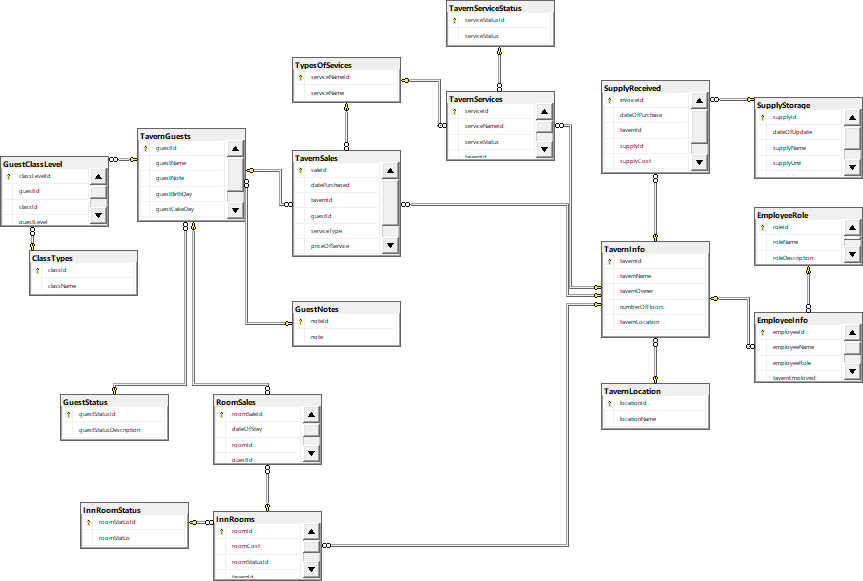 TavernServiceStatus
serviceStatusId
serviceStatus
TypesOfSevices
serviceNameId
serviceName
TavernServices
serviceId
serviceNameId
serviceStatus
tavernId
SupplyReceived
invoiceId
dateOfPurchase
tavernId
supplyId
supplyCost
SupplyStorage
supplyId
dateOfUpdate
supplyName
supplyUnit
TavernGuests
guestId
guestName
guestNote
guestBirthDay
guestCakeDay
GuestClassLevel
classLevelId
guestId
classId
guestLevel
TavernSales
saleId
datePurchased
tavernId
guestId
serviceType
priceOfService
EmployeeRole
roleId
roleName
roleDescription
ClassTypes
classId
className
TavernInfo
tavernId
tavernName
tavernOwner
numberOfFloors
tavernLocation
GuestNotes
noteId
note
EmployeeInfo
employeeId
employeeName
employeeRole
tavernEmployed
TavernLocation
locationId
locationName
GuestStatus
guestStatusId
guestStatusDescription
RoomSales
roomSaleId
dateOfStay
roomId
guestId
InnRoomStatus
roomStatusId
roomStatus
InnRooms
roomId
roomCost
roomStatusId
tavernId